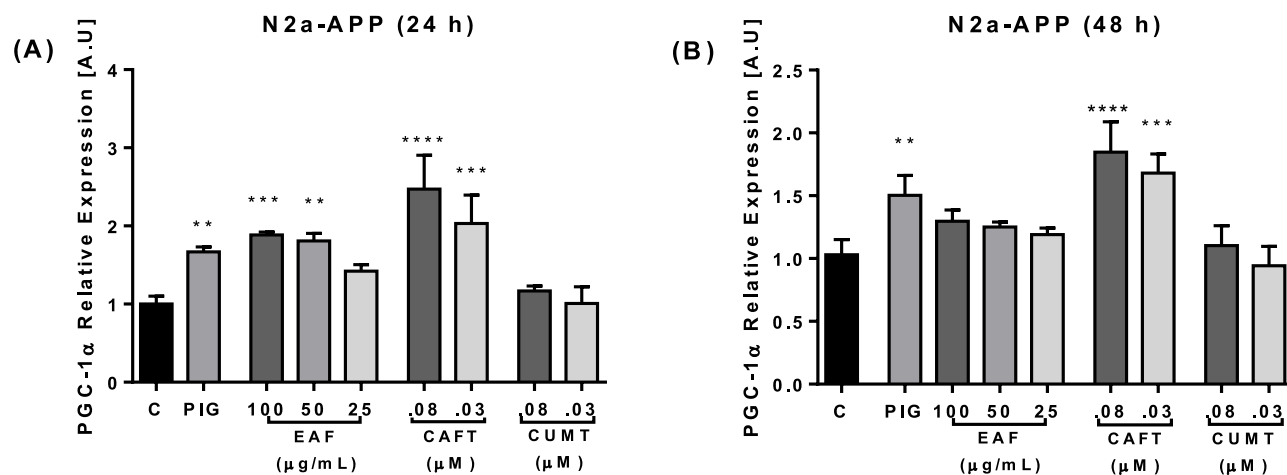 N2a-APP (24 h)
(A)
PGC-1α Relative Expression [A.U]
4
3
2
1
0
****
***
***
**
**
C PIG 100 50 25 .08 .03 .08 .03
EAF CAFT CUMT
(μg/mL) (μM) (μM)
N2a-APP (48 h)
(B)
PGC-1α Relative Expression [A.U]
2.5
2.0
1.5
1.0
0.5
0.0
****
***
**
C PIG 100 50 25 .08 .03 .08 .03
EAF CAFT CUMT
(μg/mL) (μM) (μM)